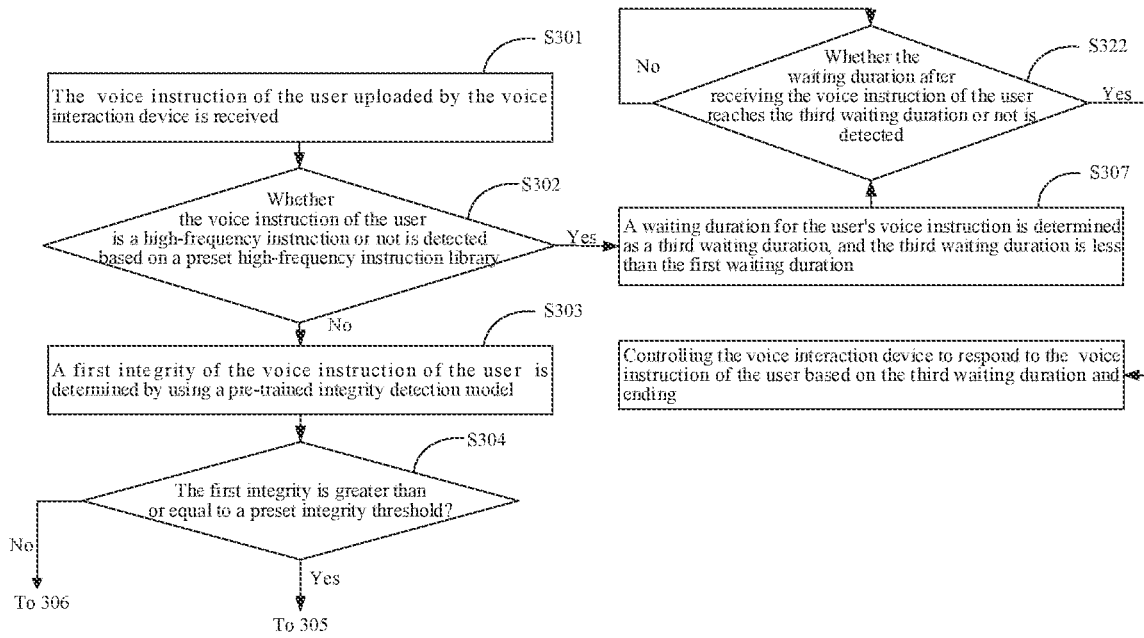 S301
The voice instruction of the user uploaded by the voice
interaction device is received
S302
Whether
the voice instruction of the user
is a high-frequency instruction or not is detected
based on a preset high-frequency instruction library
Yes
No
S303
A first integrity of the voice instruction of the user is
determined by using a pre-trained integrity detection model
S304
The first integrity is greater than
or equal to a preset integrity threshold?
No
To 306
Yes
To 305
S322
No
Whether the
waiting duration after
receiving the voice instruction of the user
reaches the third waiting duration or not is
detected
Yes
S307
A waiting duration for the user's voice instruction is determined
as a third waiting duration, and the third waiting duration is less
than the first waiting duration
Controlling the voice interaction device to respond to the voice
instruction of the user based on the third waiting duration and
ending